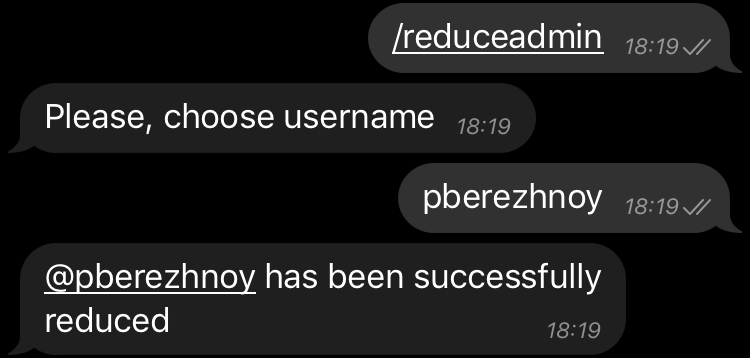 /reduceadmin 18:19
Please, choose username 18:19
pberezhnoy 18:19
@pberezhnoy has been successfully
reduced 18:19